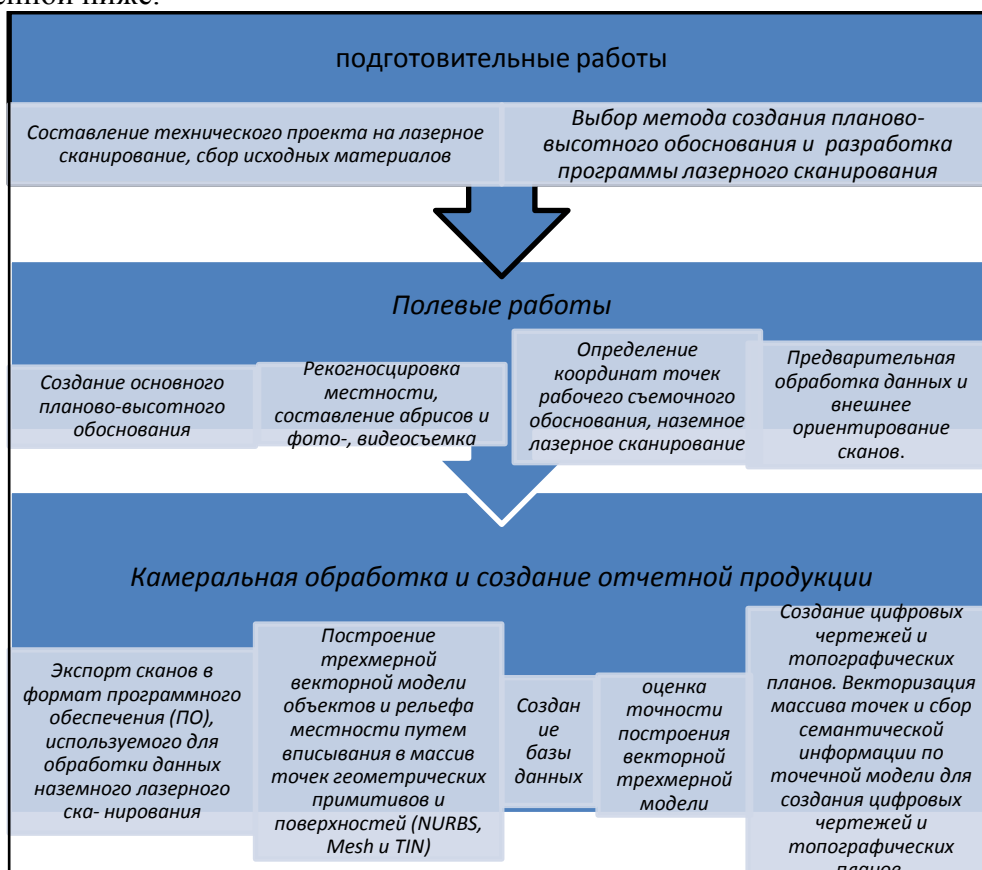 подготовительные работы
Составление технического проекта на лазерное
сканирование, сбор исходных материалов
Выбор метода создания планово-
высотного обоснования и разработка
программы лазерного сканирования
Полевые работы
Создание основного
планово-высотного
обоснования
Рекогносцировка
местности,
составление абрисов и
фото-, видеосъемка
Определение
координат точек
рабочего съемочного
обоснования, наземное
лазерное сканирование
Предварительная
обработка данных и
внешнее
ориентирование
сканов.
Камеральная обработка и создание отчетной продукции
Экспорт сканов в
формат программного
обеспечения (ПО),
используемого для
обработки данных
наземного лазерного
ска- нирования
Построение
трехмерной
векторной модели
объектов и рельефа
местности путем
вписывания в массив
точек геометрических
примитивов и
поверхностей (NURBS,
Mesh и TIN)
Создан
ие
базы
данных
оценка
точности
построения
векторной
трехмерной
модели
Создание цифровых
чертежей и
топографических
планов. Векторизация
массива точек и сбор
семантической
информации по
точечной модели для
создания цифровых
чертежей и
топографических